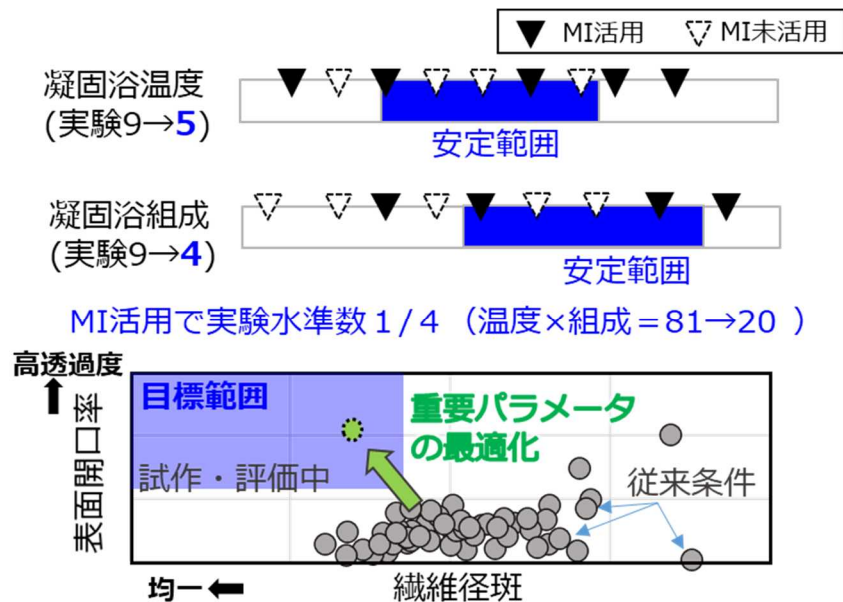 ▼ MI活用 ▽ MI未活用
凝固浴温度
(実験9→5)
安定範囲
凝固浴組成
(実験9→4)
安定範囲
MI活用で実験水準数1/4 (温度×組成=81→20 )
高透過度
表面開口率
目標範囲
重要パラメータ
の最適化
試作・評価中
従来条件
均一
繊維径斑